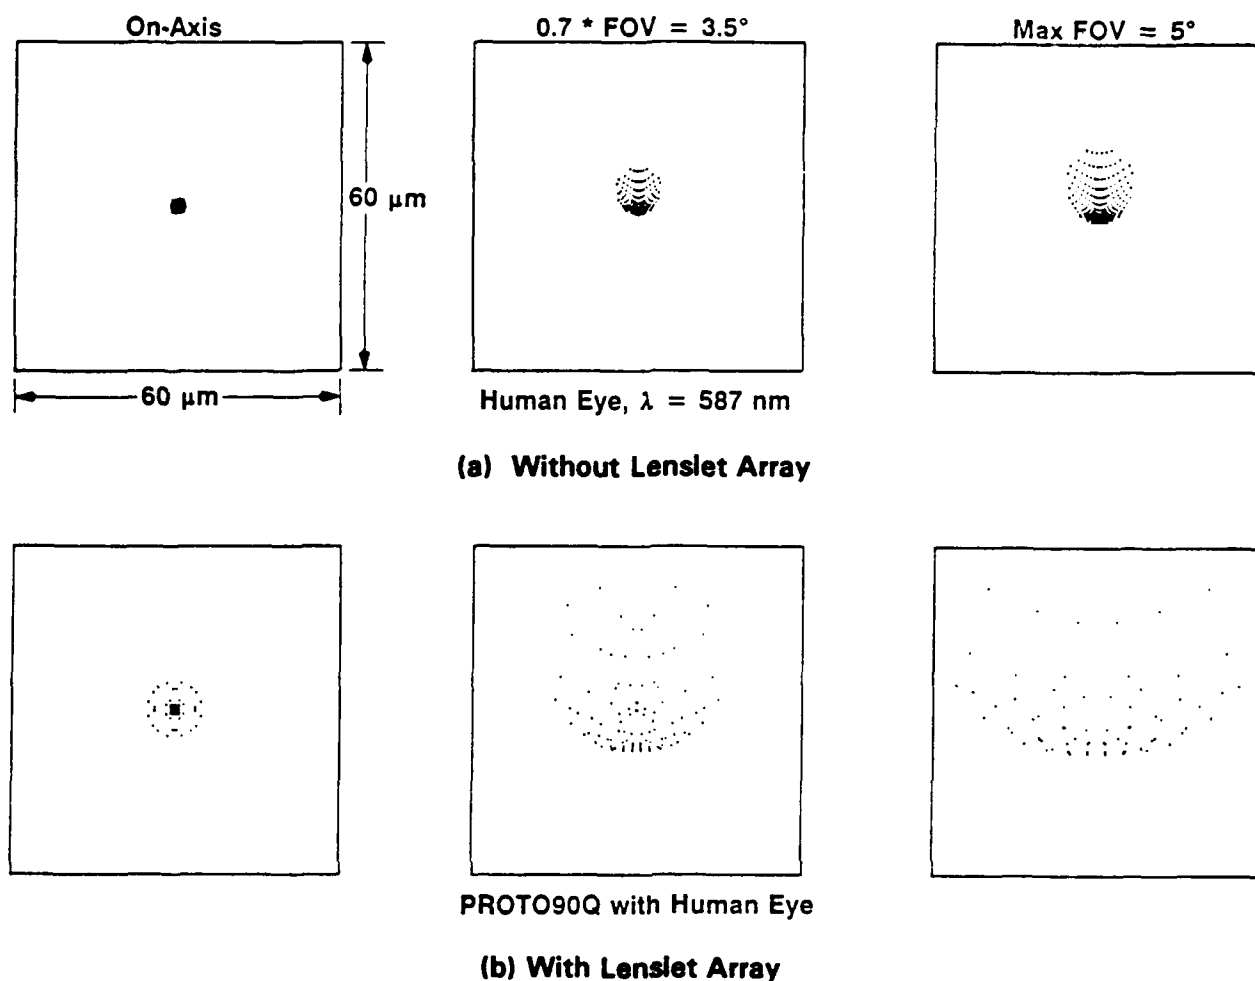 On-Axis
0.7 * FOV = 3.5°
Max FOV = 5°
60 μm
60 μm
Human Eye, λ = 587 nm
(a) Without Lenslet Array
PROTO90Q with Human Eye
(b) With Lenslet Array